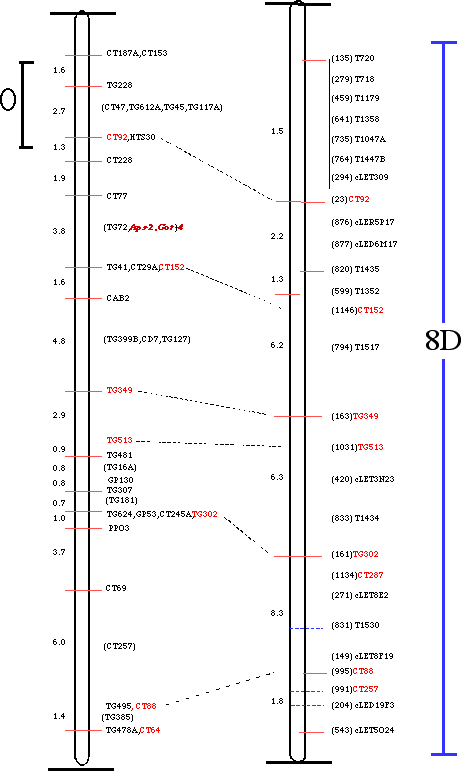 CT187A,CT153
1.6
TG228
2.7
(CT47,TG612A,TG45,TG117A)
CT92,HTS30
1.3
CT228
1.9
CT77
3.8
(TG72,Aps2,Got)4
TG41,CT29A,CT152
1.6
CAB2
4.8
(TG399B,CD7,TG127)
TG349
2.9
TG513
0.9
TG481
0.8
(TG16A)
0.8
GP130
TG307
0.7
(TG181)
1.0
TG624,GP53,CT245A,TG302
PPO3
3.7
CT69
6.0
(CT257)
TG495, CT88
1.4
(TG385)
TG478A,CT64
(135) T720
(279) T718
(459) T1179
(641) T1358
1.5
(735) T1047A
(764) T1447B
(294) cLET309
(23)CT92
(876) cLER5P17
2.2
(877) cLED6M17
(820) T1435
1.3
(599) T1352
(1146)CT152
6.2
(794) T1517
(163)TG349
(1031)TG513
6.3
(420) cLET3N23
(833) T1434
(161)TG302
(1134)CT287
(271) cLET8E2
8.3
(831) T1530
(149) cLET8F19
(995)CT88
(991)CT257
1.8
(204) cLED19F3
(543) cLET5O24
8D